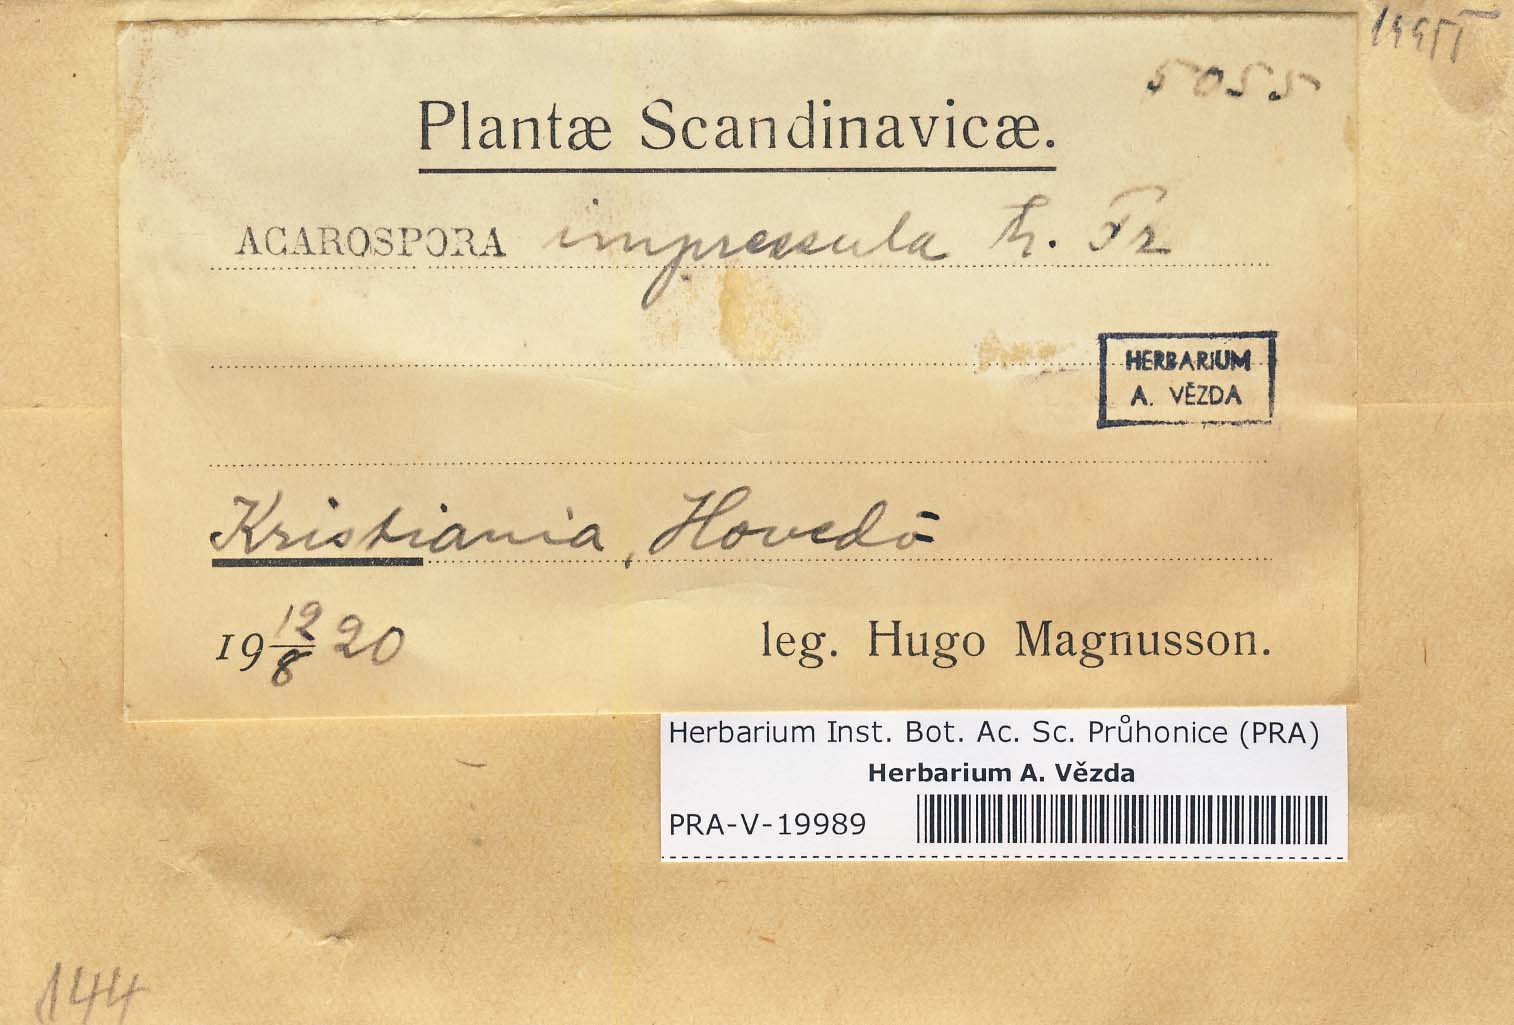 5055
Plantæ Scandinavicæ.
ACAROSPORA impressula Th. Fr
HERBARIUM
A. VĚZDA
Kristiania, Hovedö
19 12/8 20
leg. Hugo Magnusson.
Herbarium Inst. Bot. Ac. Sc. Průhonice (PRA)
Herbarium A. Vězda
PRA-V-19989
144